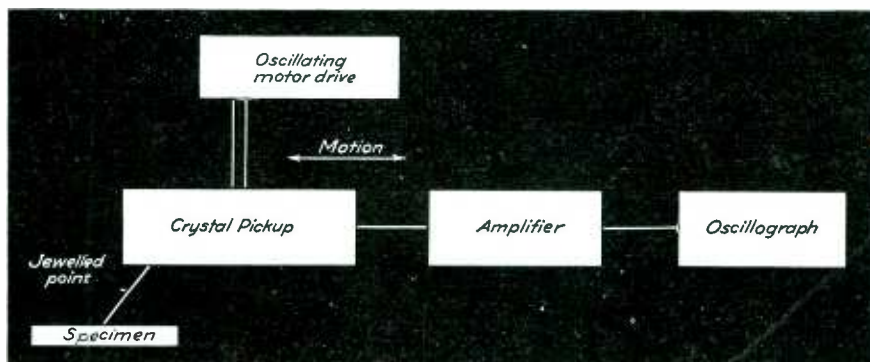 Oscillating
motor drive
Motion
Crystal Pickup
Amplifier
Oscillograph
Jewelled
point
Specimen